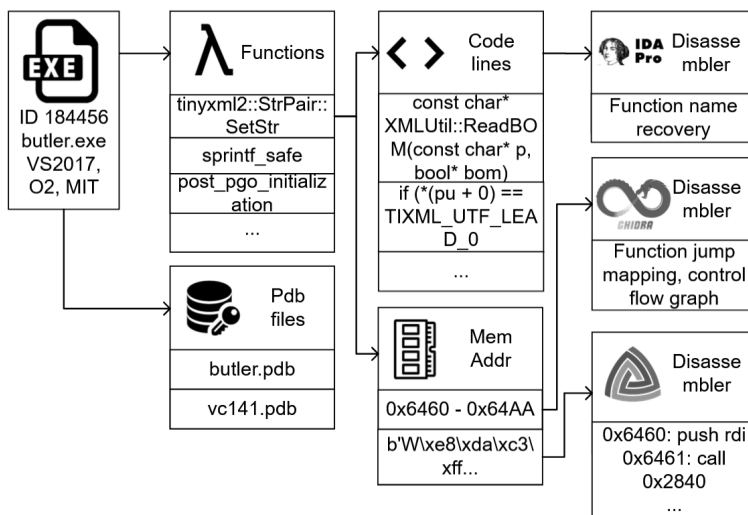 EXE
ID 184456
butler.exe
VS2017,
O2, MIT
λ Functions
tinyxml2::StrPair::
SetStr
sprintf_safe
post_pgo_initializ
ation
...
Pdb
files
butler.pdb
vc141.pdb
< > Code
lines
const char*
XMLUtil::ReadBO
M(const char* p,
bool* bom)
if (*(pu + 0) ==
TIXML_UTF_LEA
D_0
...
Mem
Addr
0x6460 - 0x64AA
b'W\xe8\xda\xc3\
xff...
IDA
Pro
Disasse
mbler
Function name
recovery
GHIDRA
Disasse
mbler
Function jump
mapping, control
flow graph
Disasse
mbler
0x6460: push rdi
0x6461: call
0x2840
...